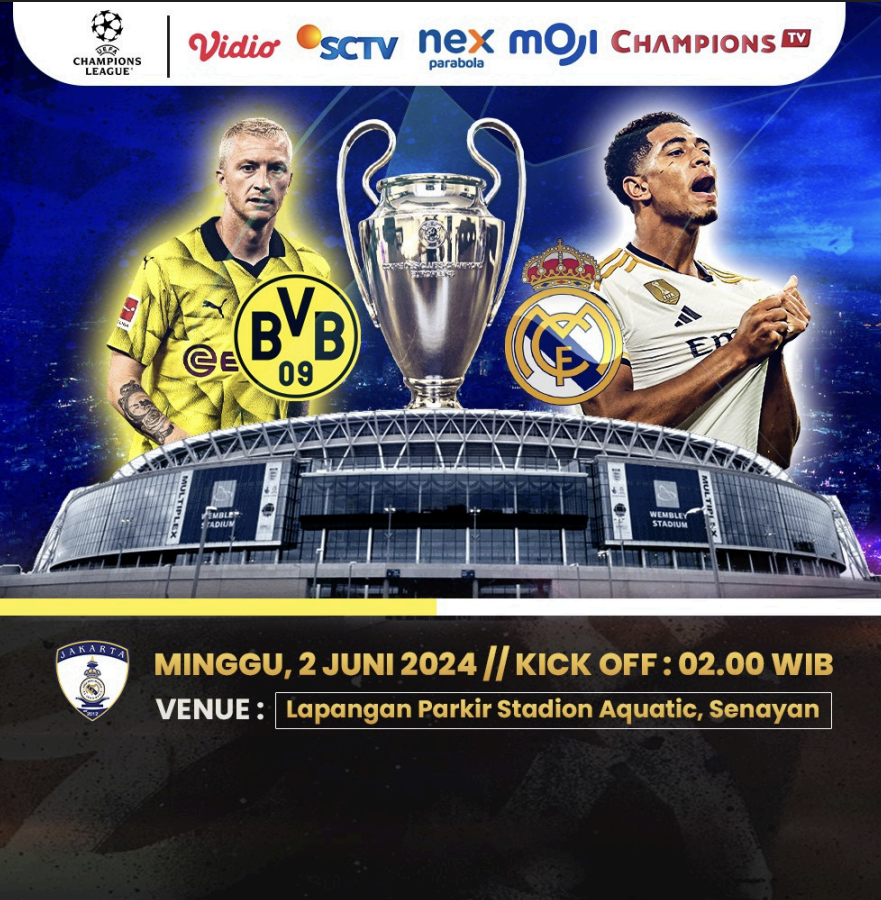 UEFA
CHAMPIONS
LEAGUE
Vidio
SCTV
nex
parabola
mOJI
CHAMPIONS TV
BVB
09
WEMBLEY
STADIUM
WEMBLEY
STADIUM
JAKARTA
MINGGU, 2 JUNI 2024 // KICK OFF : 02.00 WIB
VENUE : Lapangan Parkir Stadion Aquatic, Senayan